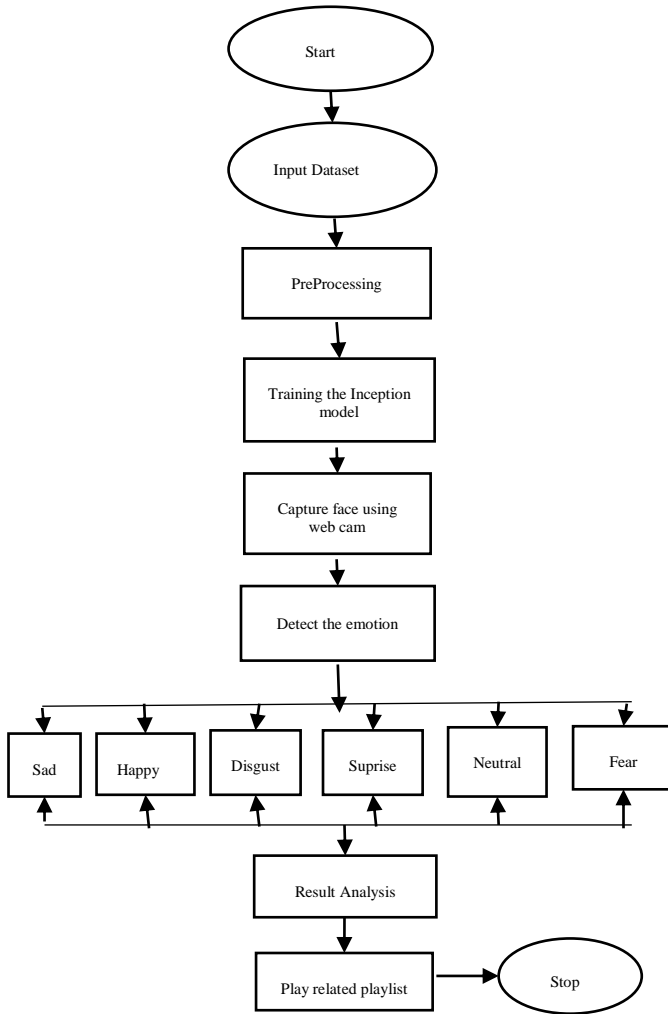 Start
Input Dataset
PreProcessing
Training the Inception
model
Capture face using
web cam
Detect the emotion
Sad
Happy
Disgust
Suprise
Neutral
Fear
Result Analysis
Play related playlist
Stop